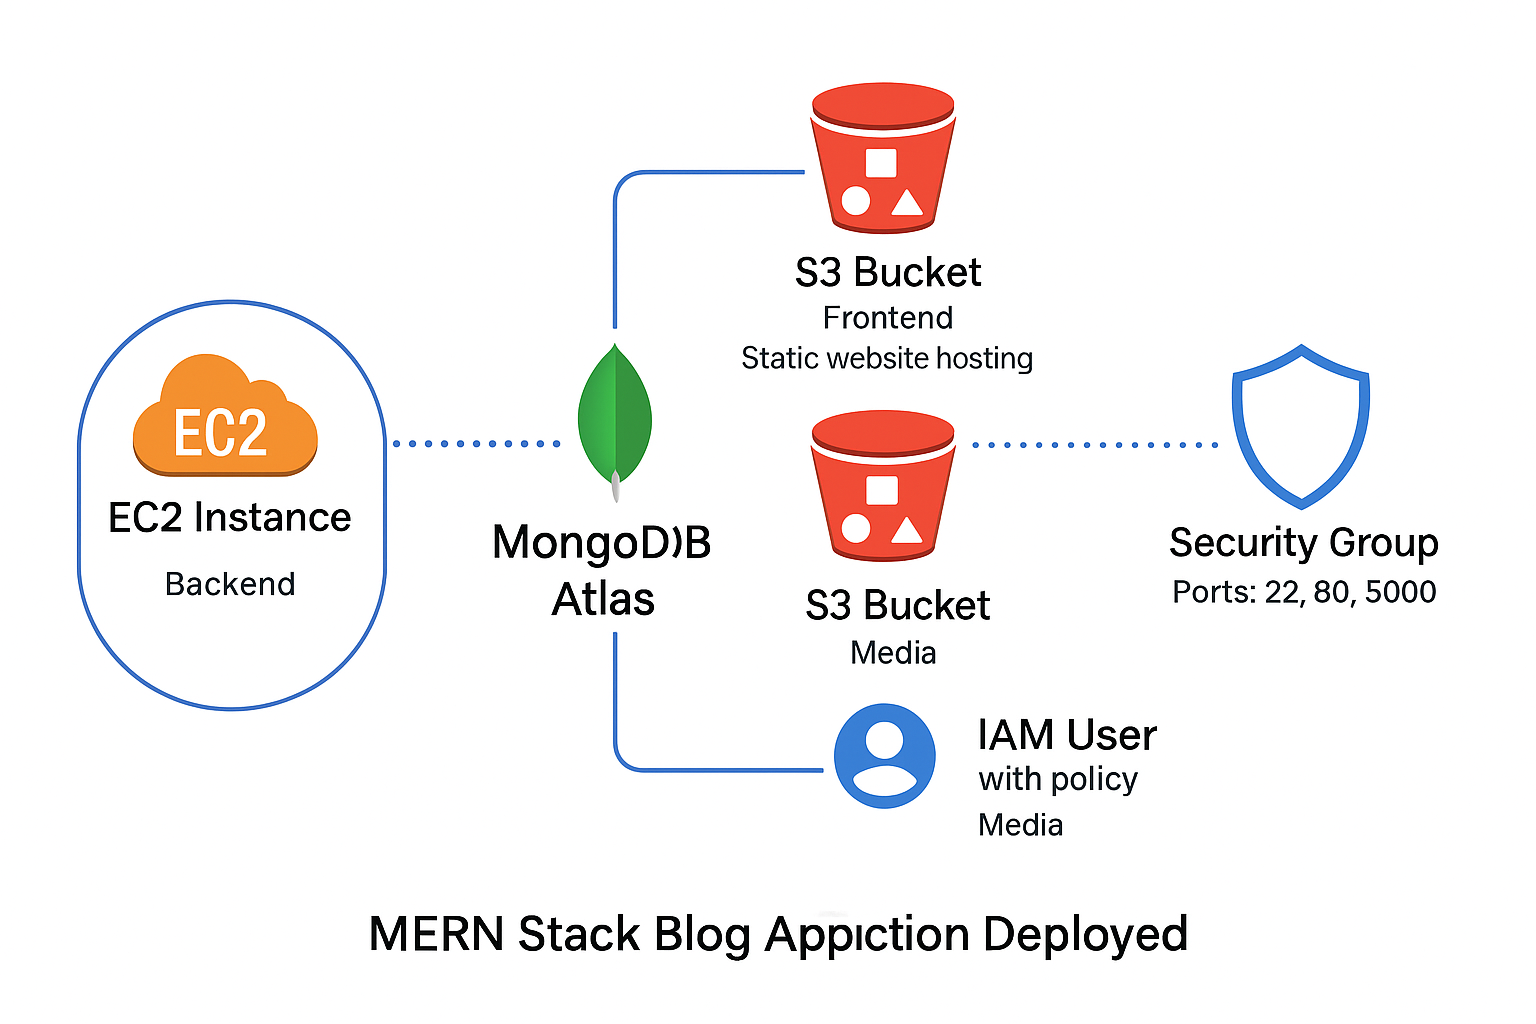 S3 Bucket
Frontend
Static website hosting
EC2
EC2 Instance
Backend
MongoD)B
Atlas
S3 Bucket
Media
Security Group
Ports: 22, 80, 5000
IAM User
with policy
Media
MERN Stack Blog Appıction Deployed